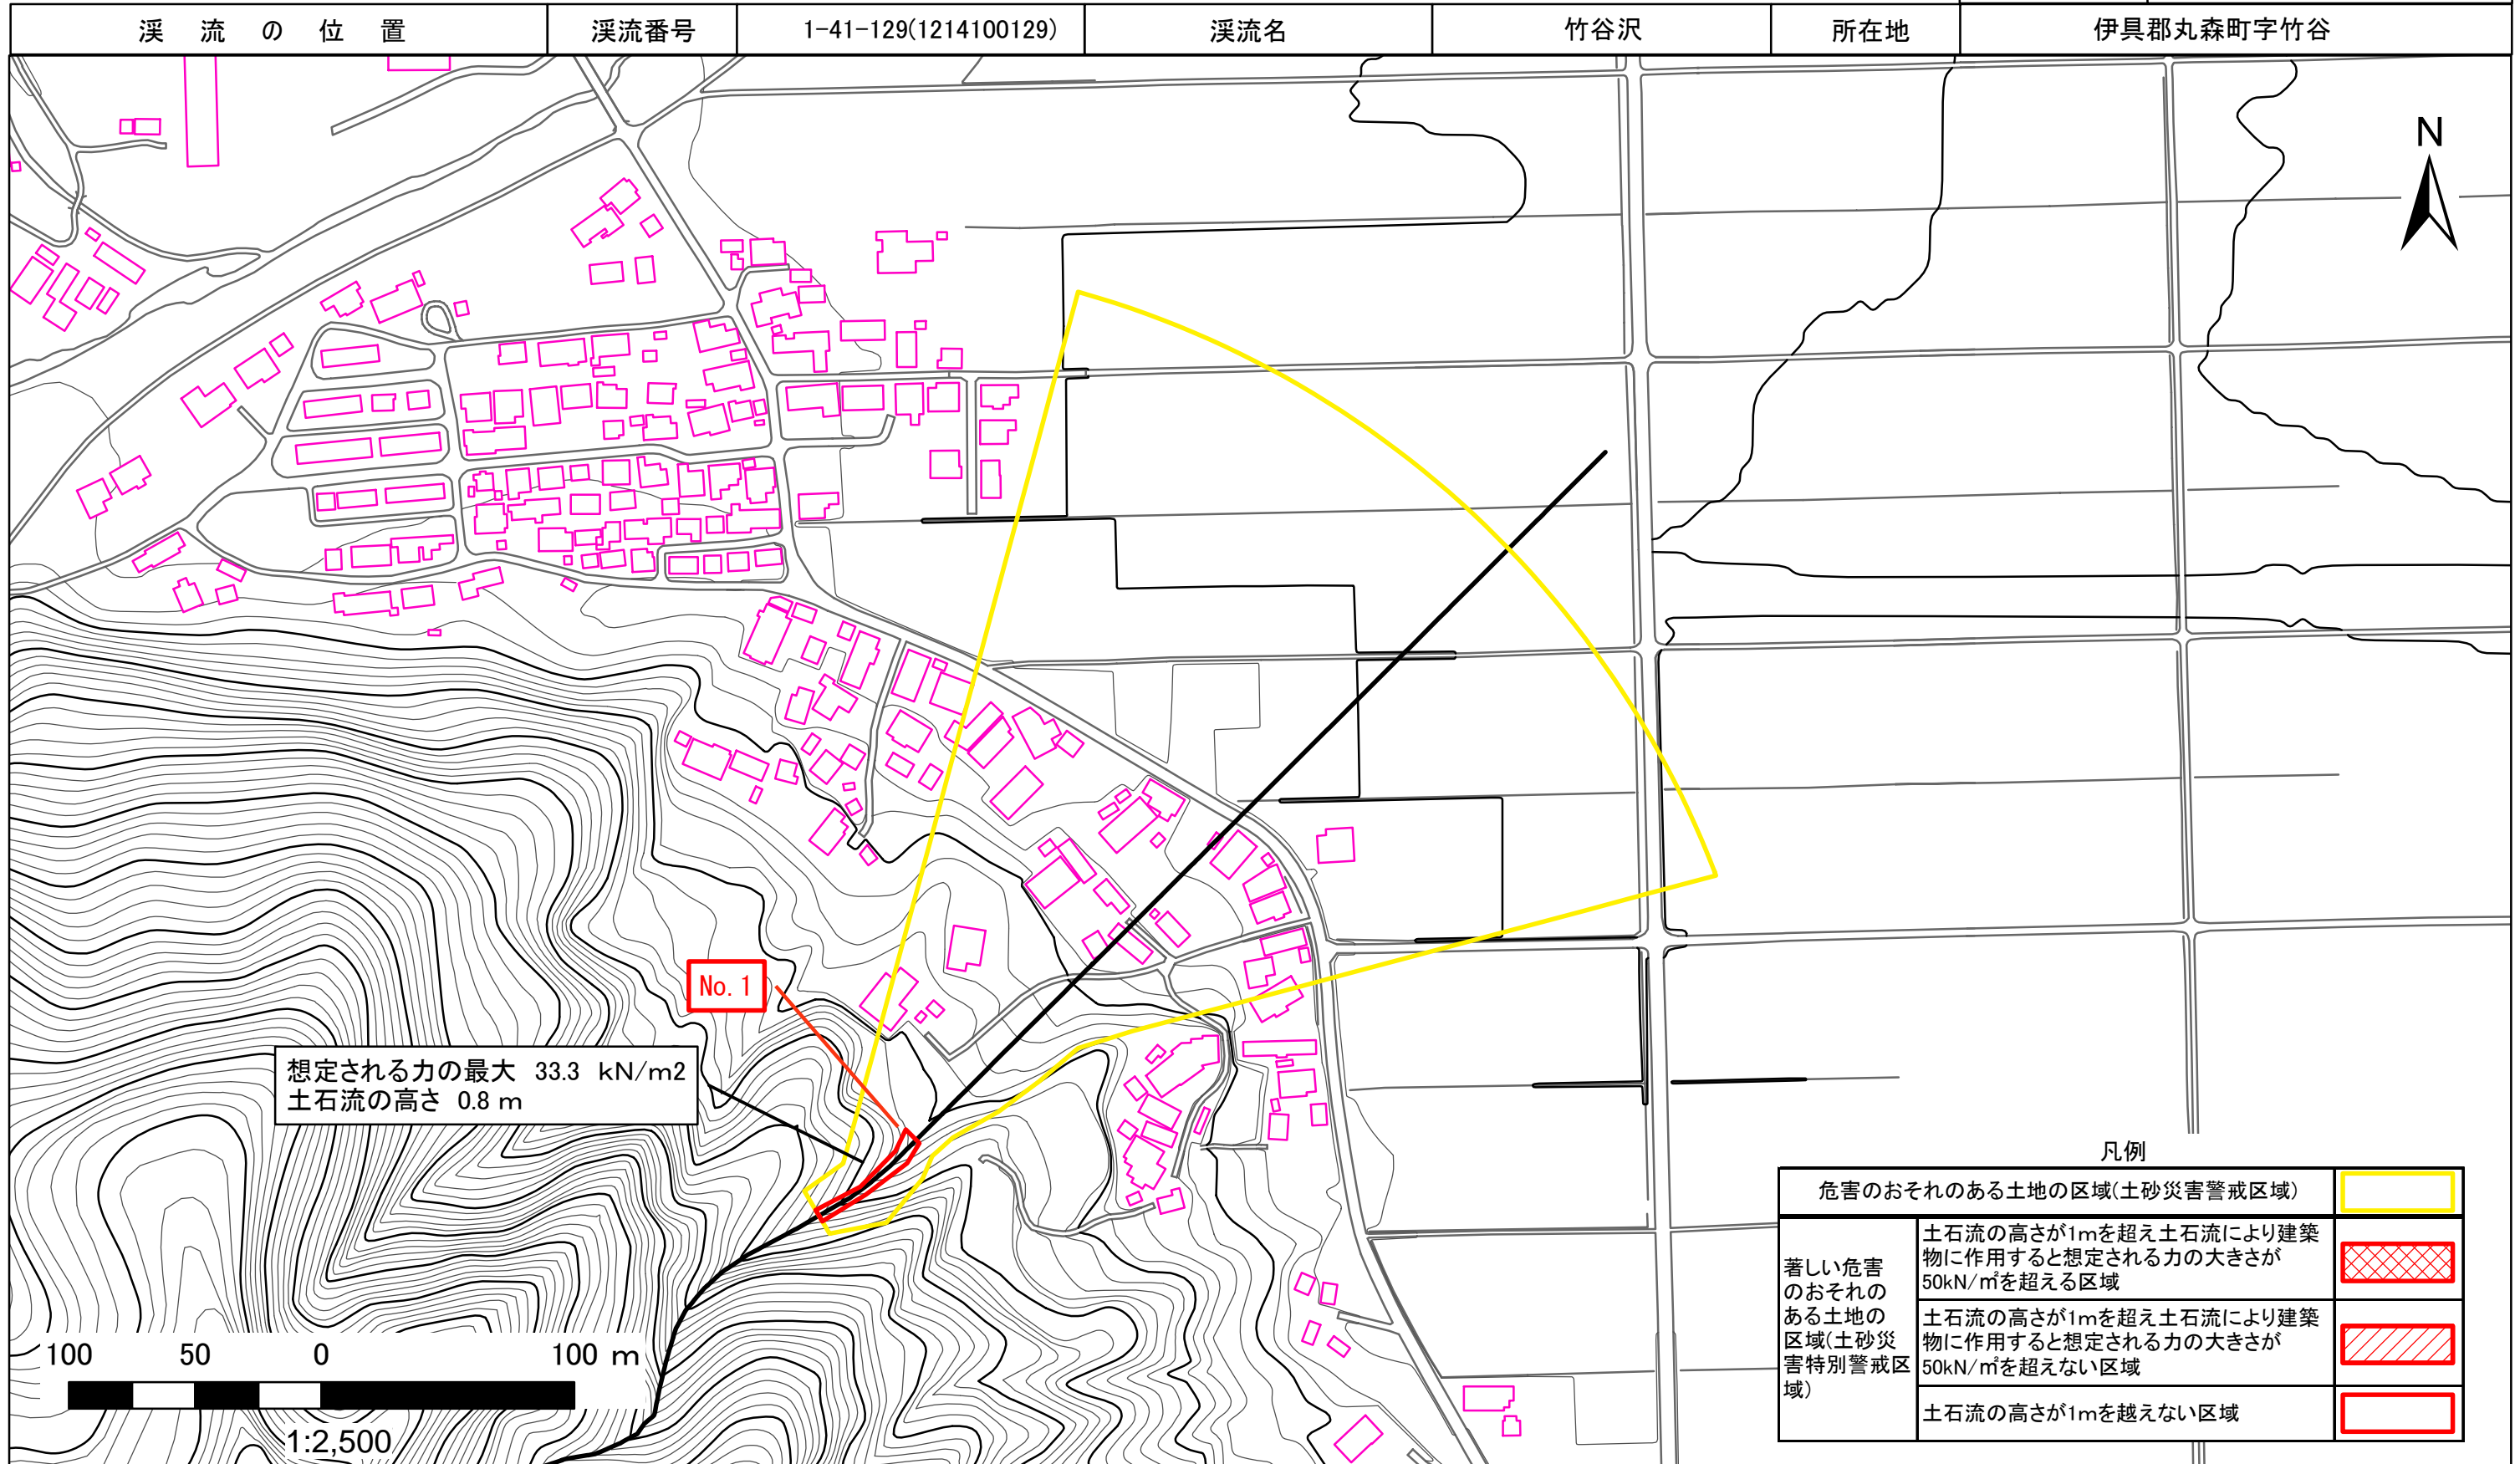 渓流の位置
渓流番号
1-41-129(1214100129)
渓流名
竹谷沢
所在地
伊具郡丸森町字竹谷
N
No.1
想定される力の最大 33.3 kN/m2
土石流の高さ 0.8 m
100 50 0 100 m
1:2,500
凡例
危害のおそれのある土地の区域(土砂災害警戒区域)
著しい危害
のおそれの
ある土地の
区域(土砂災
害特別警戒区
域)
土石流の高さが1mを超え土石流により建築
物に作用すると想定される力の大きさが
50kN/㎡を超える区域
土石流の高さが1mを超え土石流により建築
物に作用すると想定される力の大きさが
50kN/㎡を超えない区域
土石流の高さが1mを越えない区域